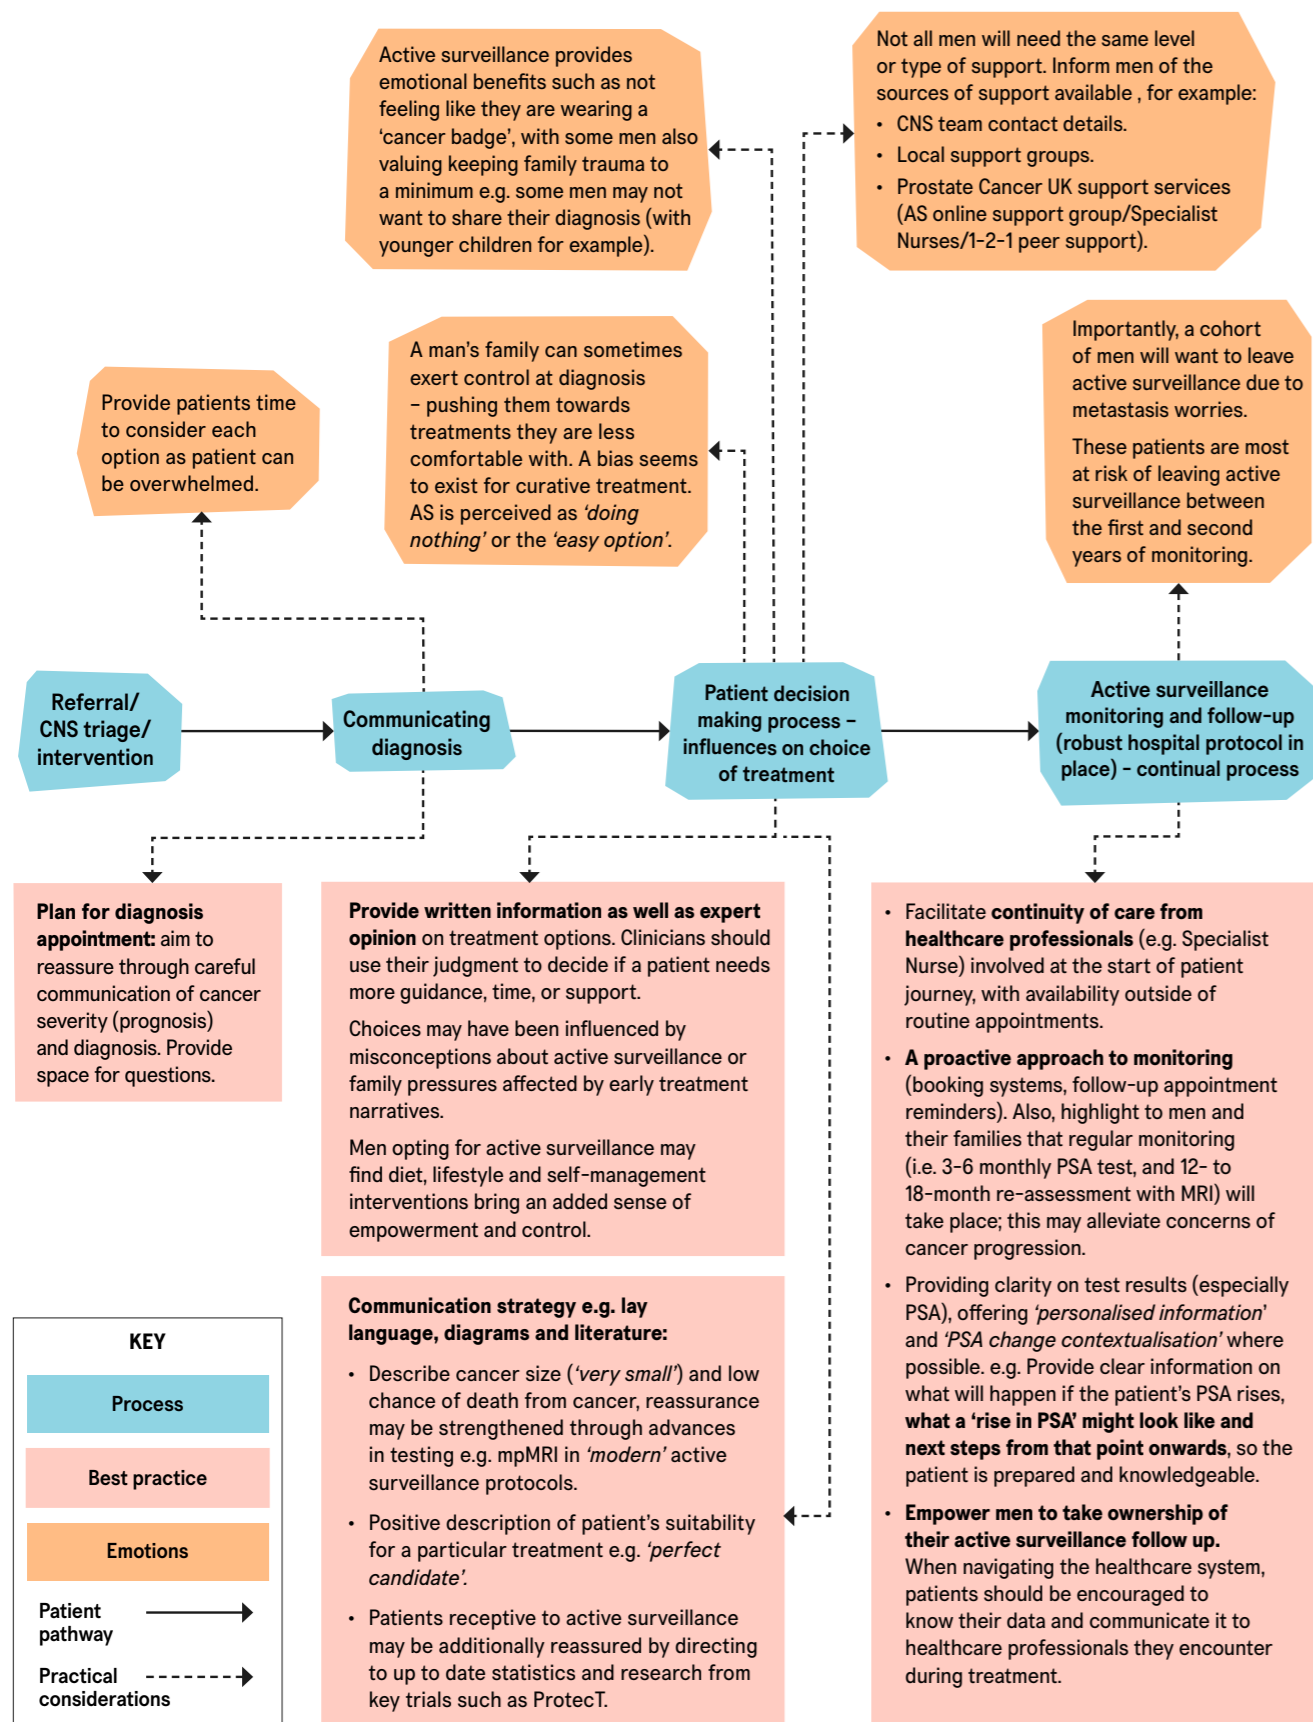 Active surveillance provides
emotional benefits such as not
feeling like they are wearing a
‘cancer badge’, with some men also
valuing keeping family trauma to
a minimum e.g. some men may not
want to share their diagnosis (with
younger children for example).
Not all men will need the same level
or type of support. Inform men of the
sources of support available , for example:
• CNS team contact details.
• Local support groups.
• Prostate Cancer UK support services
(AS online support group/Specialist
Nurses/1-2-1 peer support).
Provide patients time
to consider each
option as patient can
be overwhelmed.
A man’s family can sometimes
exert control at diagnosis
– pushing them towards
treatments they are less
comfortable with. A bias seems
to exist for curative treatment.
AS is perceived as ‘doing
nothing’ or the ‘easy option’.
Importantly, a cohort
of men will want to leave
active surveillance due to
metastasis worries.
These patients are most
at risk of leaving active
surveillance between
the first and second
years of monitoring.
Referral/
CNS triage/
intervention
Communicating
diagnosis
Patient decision
making process –
influences on choice
of treatment
Active surveillance
monitoring and follow-up
(robust hospital protocol in
place) – continual process
Plan for diagnosis
appointment: aim to
reassure through careful
communication of cancer
severity (prognosis)
and diagnosis. Provide
space for questions.
Provide written information as well as expert
opinion on treatment options. Clinicians should
use their judgment to decide if a patient needs
more guidance, time, or support.
Choices may have been influenced by
misconceptions about active surveillance or
family pressures affected by early treatment
narratives.
Men opting for active surveillance may
find diet, lifestyle and self-management
interventions bring an added sense of
empowerment and control.
Communication strategy e.g. lay
language, diagrams and literature:
• Describe cancer size (‘very small’) and low
chance of death from cancer, reassurance
may be strengthened through advances
in testing e.g. mpMRI in ‘modern’ active
surveillance protocols.
• Positive description of patient’s suitability
for a particular treatment e.g. ‘perfect
candidate’.
• Patients receptive to active surveillance
may be additionally reassured by directing
to up to date statistics and research from
key trials such as ProtecT.
• Facilitate continuity of care from
healthcare professionals (e.g. Specialist
Nurse) involved at the start of patient
journey, with availability outside of
routine appointments.
• A proactive approach to monitoring
(booking systems, follow-up appointment
reminders). Also, highlight to men and
their families that regular monitoring
(i.e. 3-6 monthly PSA test, and 12- to
18-month re-assessment with MRI) will
take place; this may alleviate concerns of
cancer progression.
• Providing clarity on test results (especially
PSA), offering ‘personalised information’
and ‘PSA change contextualisation’ where
possible. e.g. Provide clear information on
what will happen if the patient’s PSA rises,
what a ‘rise in PSA’ might look like and
next steps from that point onwards, so the
patient is prepared and knowledgeable.
• Empower men to take ownership of
their active surveillance follow up.
When navigating the healthcare system,
patients should be encouraged to
know their data and communicate it to
healthcare professionals they encounter
during treatment.
KEY
Process
Best practice
Emotions
Patient
pathway
Practical
considerations